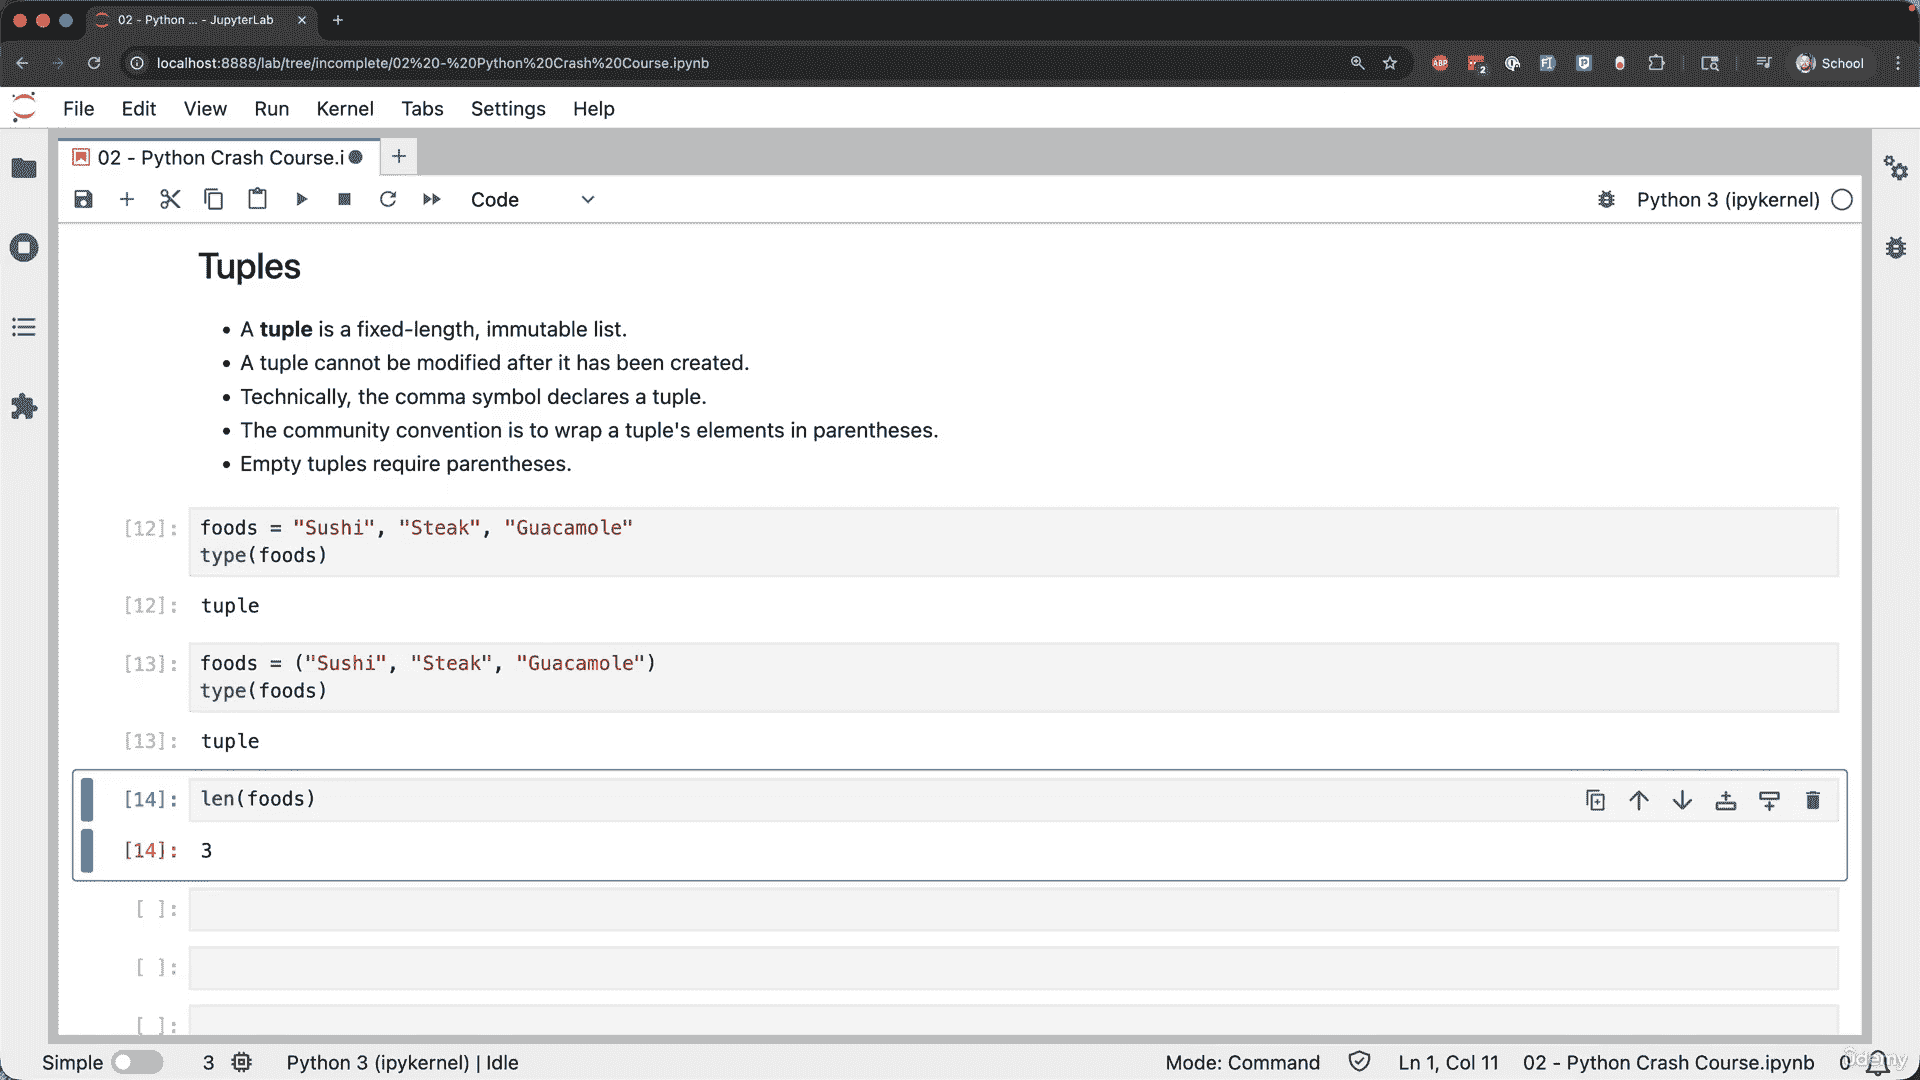 02 - Python ... - JupyterLab
localhost:8888/lab/tree/incomplete/02%20-%20Python%20Crash%20Course.ipynb
ABP
2
School
File Edit View Run Kernel Tabs Settings Help
02 - Python Crash Course.i
Code
Python 3 (ipykernel)
Tuples
• A tuple is a fixed-length, immutable list.
• A tuple cannot be modified after it has been created.
• Technically, the comma symbol declares a tuple.
• The community convention is to wrap a tuple's elements in parentheses.
• Empty tuples require parentheses.
[12]: foods = "Sushi", "Steak", "Guacamole"
type(foods)
[12]: tuple
[13]: foods = ("Sushi", "Steak", "Guacamole")
type(foods)
[13]: tuple
[14]: len(foods)
[14]: 3
[ ]:
[ ]:
[ ]:
Simple 3 Python 3 (ipykernel) | Idle Mode: Command Ln 1, Col 11 02 - Python Crash Course.ipynb 0
udemy